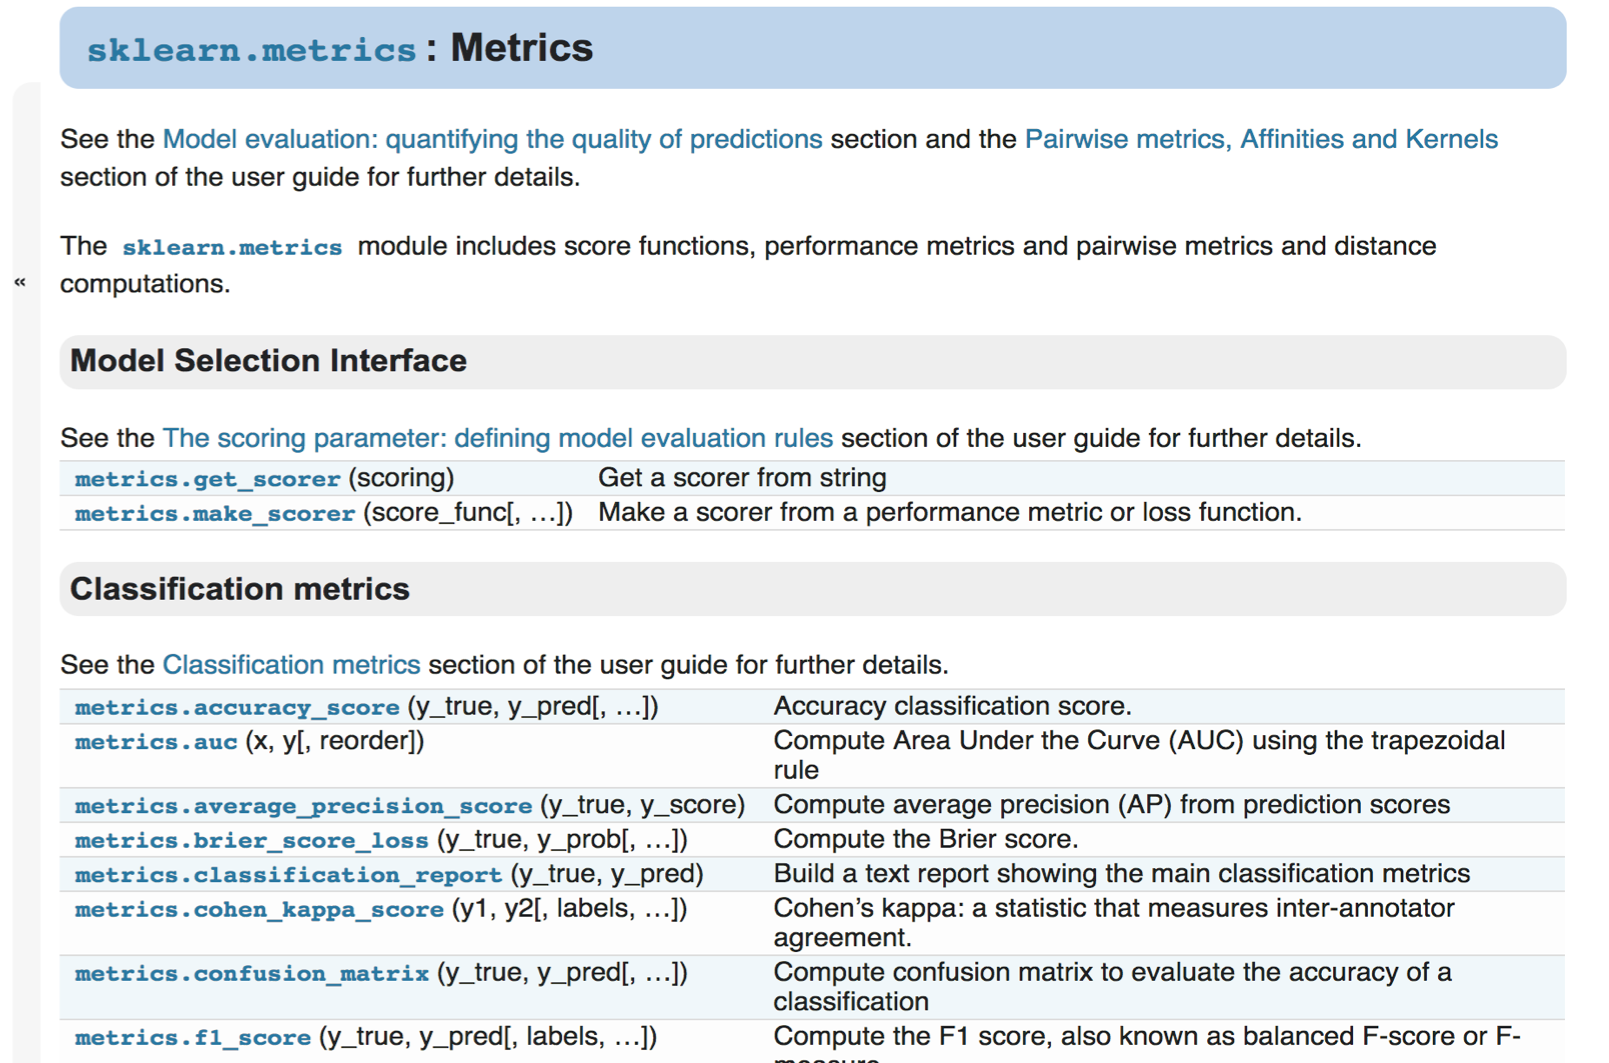 sklearn.metrics: Metrics
See the Model evaluation: quantifying the quality of predictions section and the Pairwise metrics, Affinities and Kernels
section of the user guide for further details.
The sklearn.metrics module includes score functions, performance metrics and pairwise metrics and distance
computations.
«
Model Selection Interface
See the The scoring parameter: defining model evaluation rules section of the user guide for further details.
metrics.get_scorer (scoring) Get a scorer from string
metrics.make_scorer (score_func[, …]) Make a scorer from a performance metric or loss function.
Classification metrics
See the Classification metrics section of the user guide for further details.
metrics.accuracy_score (y_true, y_pred[, …]) Accuracy classification score.
metrics.auc (x, y[, reorder]) Compute Area Under the Curve (AUC) using the trapezoidal
rule
metrics.average_precision_score (y_true, y_score) Compute average precision (AP) from prediction scores
metrics.brier_score_loss (y_true, y_prob[, …]) Compute the Brier score.
metrics.classification_report (y_true, y_pred) Build a text report showing the main classification metrics
metrics.cohen_kappa_score (y1, y2[, labels, …]) Cohen’s kappa: a statistic that measures inter-annotator
agreement.
metrics.confusion_matrix (y_true, y_pred[, …]) Compute confusion matrix to evaluate the accuracy of a
classification
metrics.f1_score (y_true, y_pred[, labels, …]) Compute the F1 score, also known as balanced F-score or F-